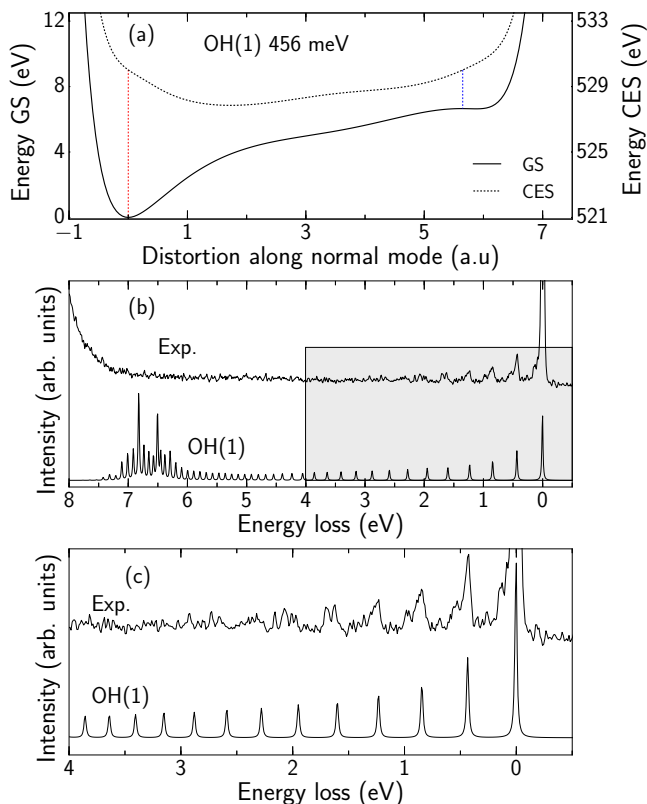 (a)
OH(1) 456 meV
Energy GS (eV)
12
8
4
0
533
529
525
521
Energy CES (eV)
GS
CES
−1 1 3 5 7
Distortion along normal mode (a.u)
(b)
Exp.
OH(1)
Intensity (arb. units)
8 7 6 5 4 3 2 1 0
Energy loss (eV)
(c)
Exp.
OH(1)
Intensity (arb. units)
4 3 2 1 0
Energy loss (eV)